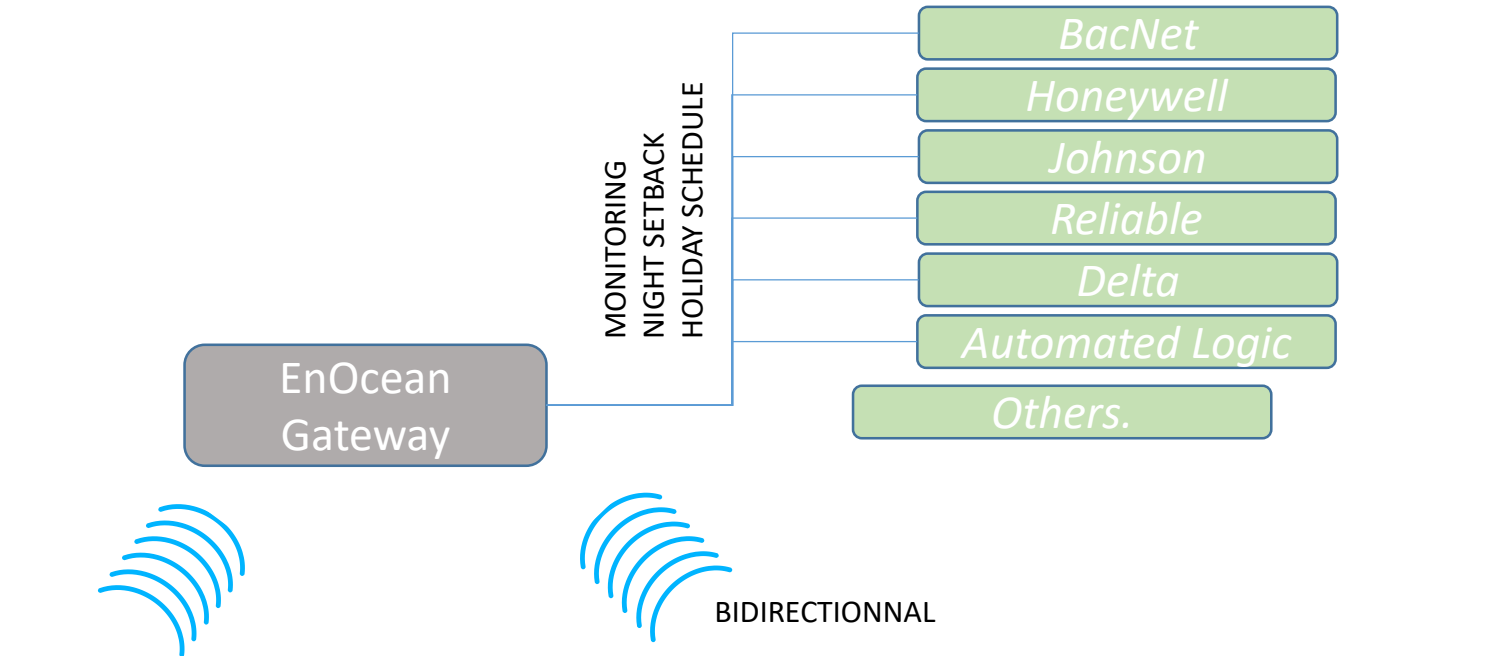 BacNet
Honeywell
Johnson
Reliable
Delta
Automated Logic
Others.
MONITORING
NIGHT SETBACK
HOLIDAY SCHEDULE
EnOcean
Gateway
BIDIRECTIONNAL